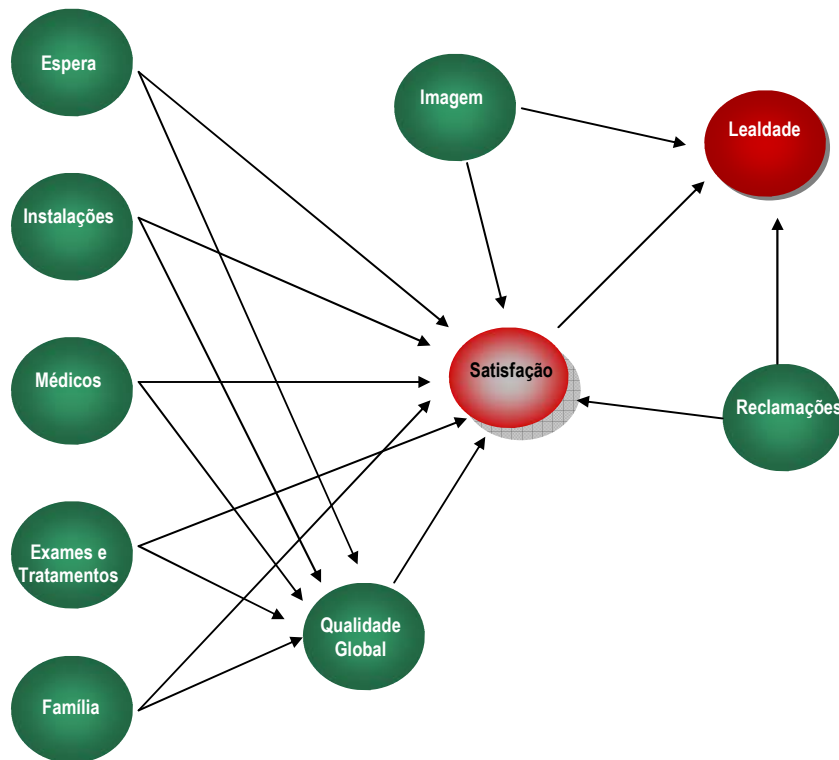 Espera
Imagem
Lealdade
Instalações
Satisfação
Médicos
Reclamações
Exames e
Tratamentos
Qualidade
Global
Família